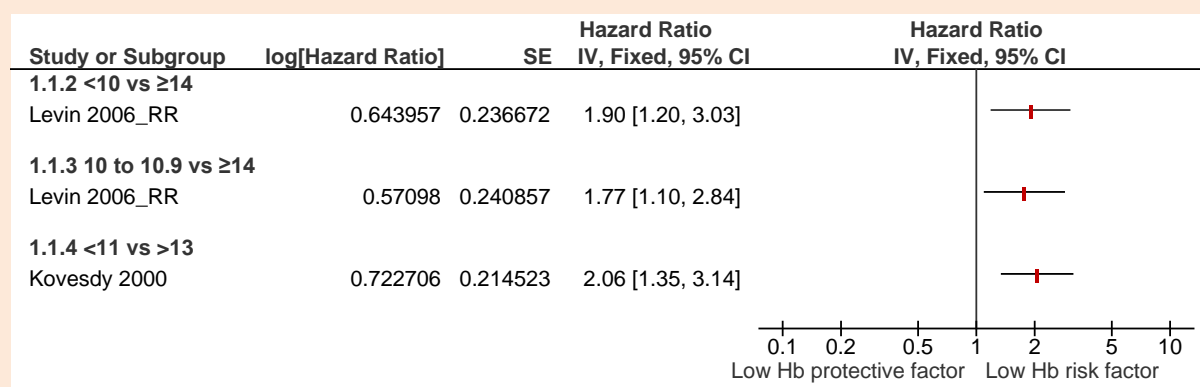 Hazard Ratio Hazard Ratio
Study or Subgroup log[Hazard Ratio] SE IV, Fixed, 95% CI IV, Fixed, 95% CI
1.1.2 <10 vs ≥14
Levin 2006_RR 0.643957 0.236672 1.90 [1.20, 3.03]
1.1.3 10 to 10.9 vs ≥14
Levin 2006_RR 0.57098 0.240857 1.77 [1.10, 2.84]
1.1.4 <11 vs >13
Kovesdy 2000 0.722706 0.214523 2.06 [1.35, 3.14]
0.1 0.2 0.5 1 2 5 10
Low Hb protective factor Low Hb risk factor